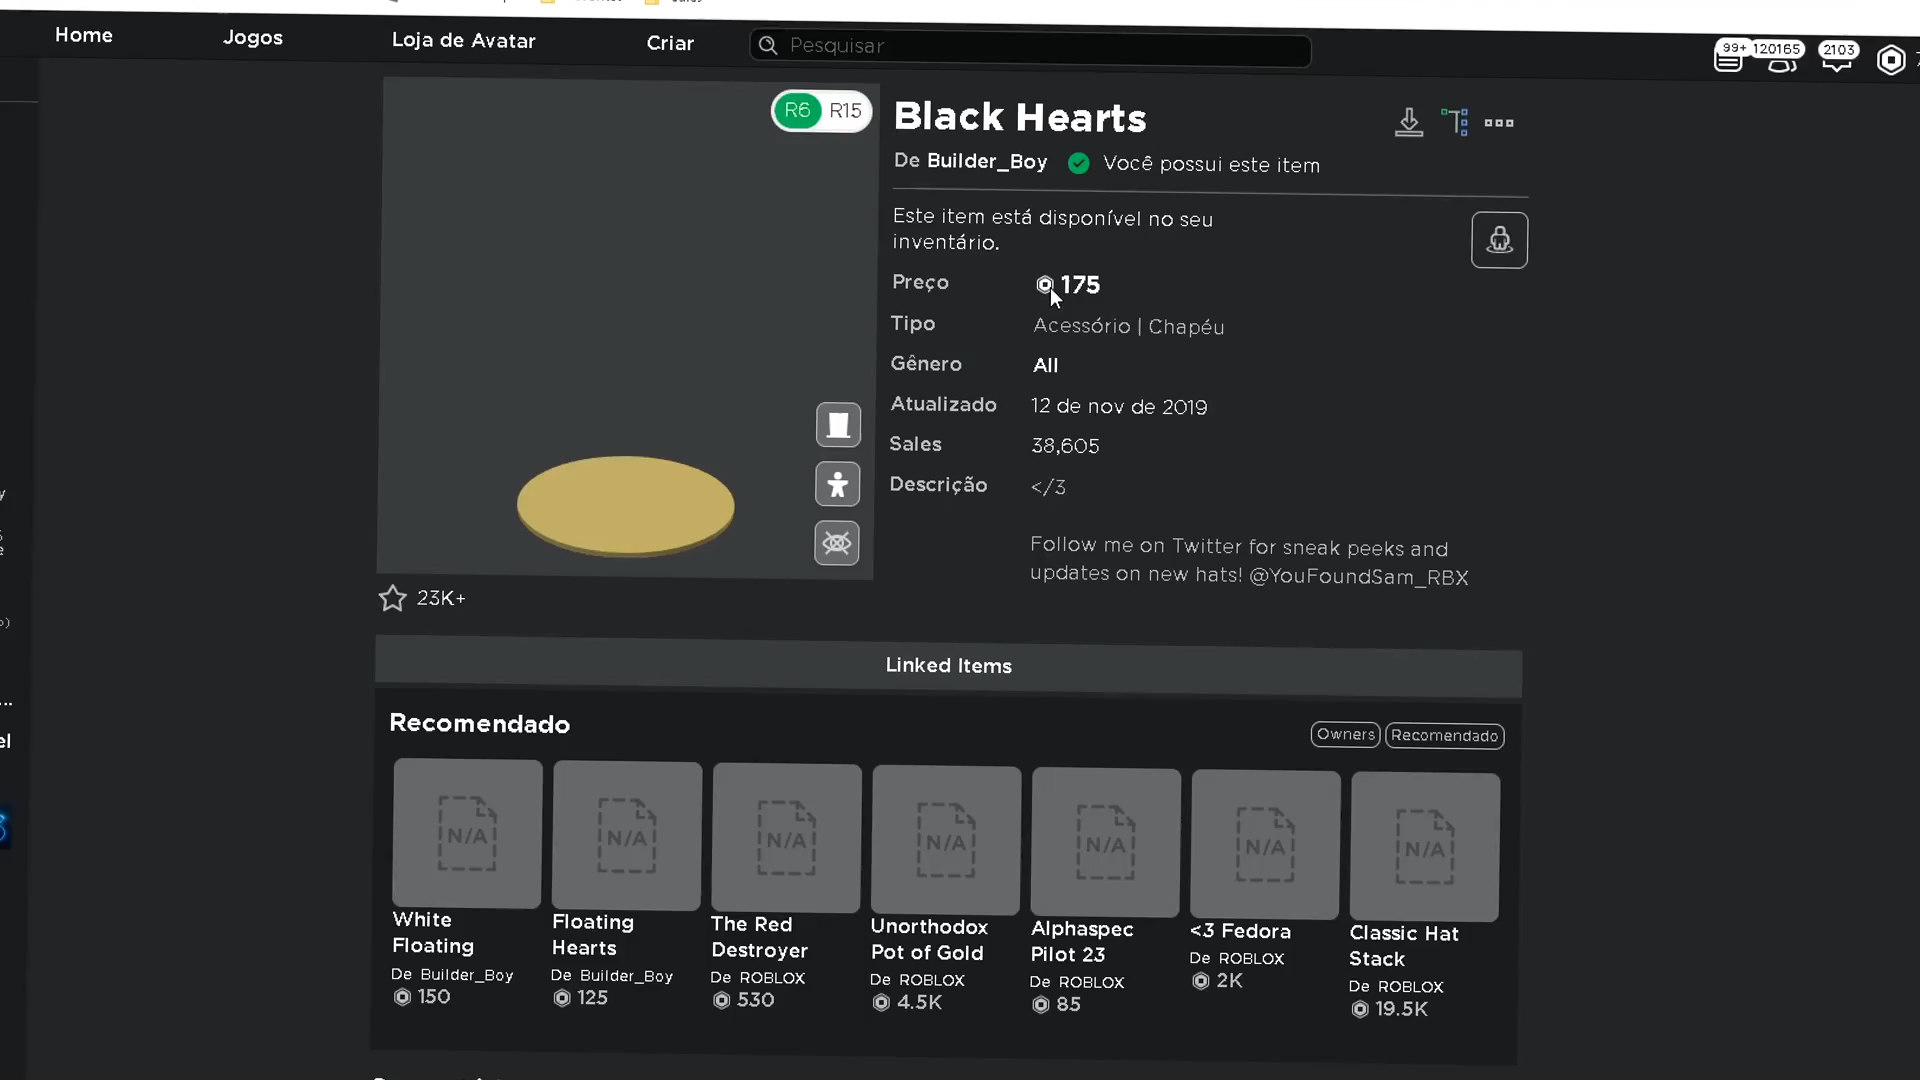 Home Jogos Loja de Avatar Criar Pesquisar 99+ 120165 2103
R6 R15
Black Hearts
De Builder_Boy Você possui este item
Este item está disponível no seu
inventário.
Preço 175
Tipo Acessório | Chapéu
Gênero All
Atualizado 12 de nov de 2019
Sales 38,605
Descrição </3
Follow me on Twitter for sneak peeks and
updates on new hats! @YouFoundSam_RBX
23K+
Linked Items
Recomendado
Owners Recomendado
N/A N/A N/A N/A N/A N/A N/A
White
Floating
De Builder_Boy
150
Floating
Hearts
De Builder_Boy
125
The Red
Destroyer
De ROBLOX
530
Unorthodox
Pot of Gold
De ROBLOX
4.5K
Alphaspec
Pilot 23
De ROBLOX
85
<3 Fedora
De ROBLOX
2K
Classic Hat
Stack
De ROBLOX
19.5K